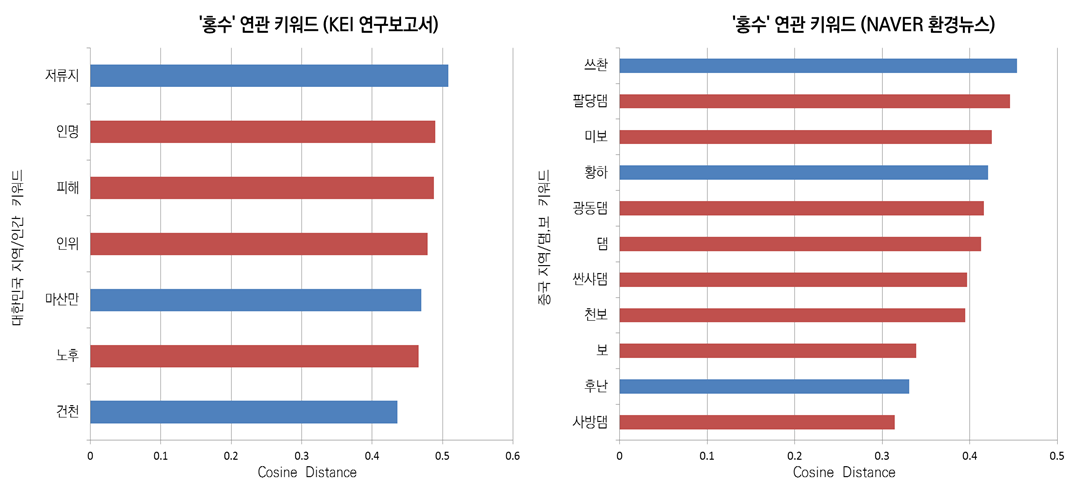 '홍수' 연관 키워드 (KEI 연구보고서)
대한민국 지역/인간 키워드
저류지
인명
피해
인위
마산만
노후
건천
0 0.1 0.2 0.3 0.4 0.5 0.6
Cosine Distance
'홍수' 연관 키워드 (NAVER 환경뉴스)
중국 지역/댐,보 키워드
쓰촨
팔당댐
미보
황하
광동댐
댐
싼샤댐
천보
보
후난
사방댐
0 0.1 0.2 0.3 0.4 0.5
Cosine Distance